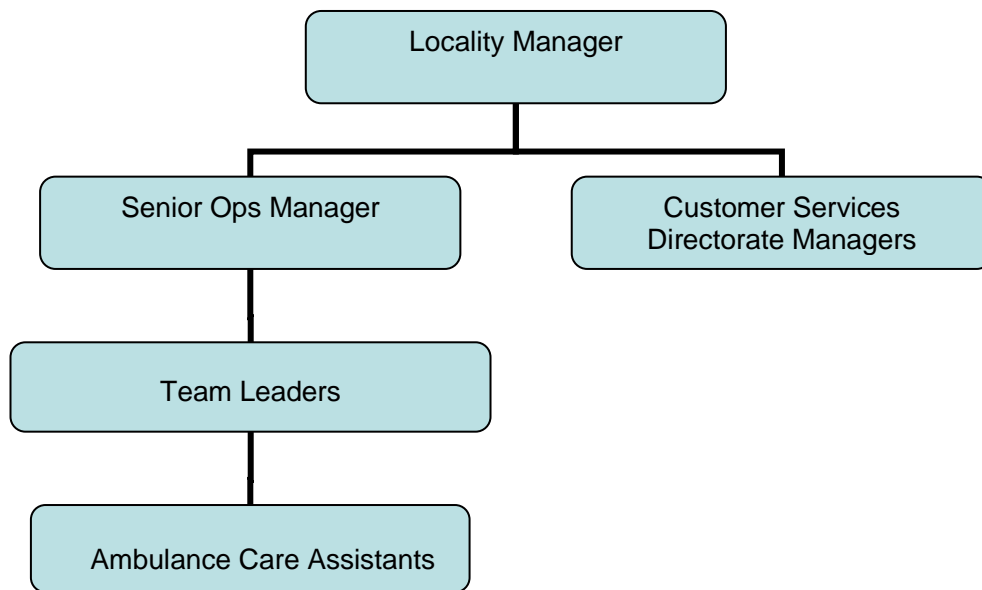 Locality Manager
Senior Ops Manager
Customer Services
Directorate Managers
Team Leaders
Ambulance Care Assistants